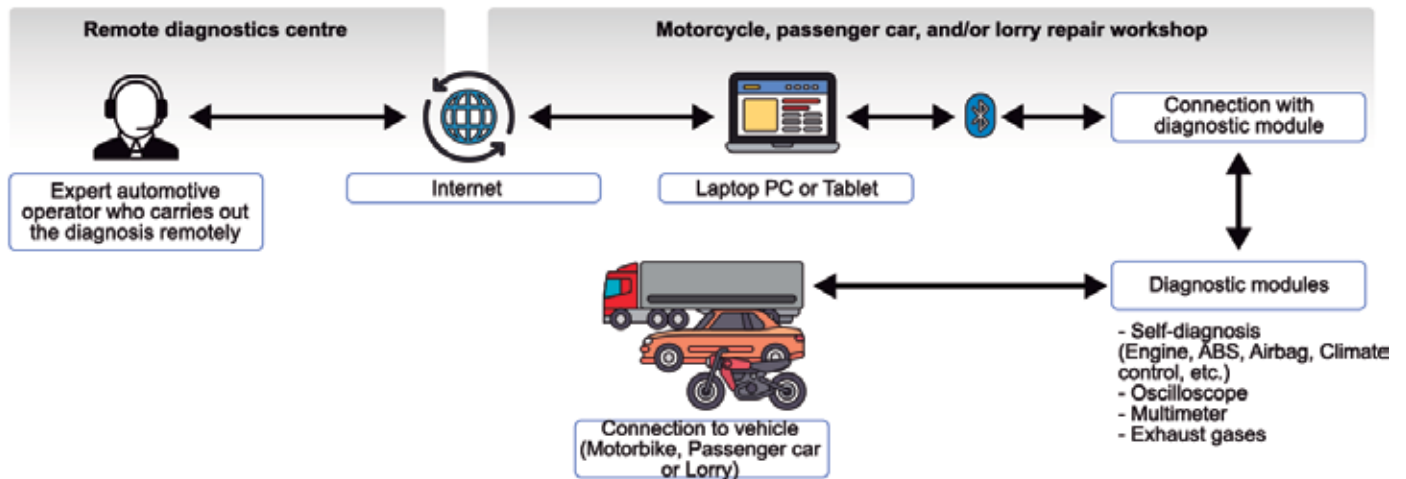 Remote diagnostics centre
Motorcycle, passenger car, and/or lorry repair workshop
Expert automotive
operator who carries out
the diagnosis remotely
Internet
Laptop PC or Tablet
Connection with
diagnostic module
Diagnostic modules
- Self-diagnosis
(Engine, ABS, Airbag, Climate
control, etc.)
- Oscilloscope
- Multimeter
- Exhaust gases
Connection to vehicle
(Motorbike, Passenger car
or Lorry)